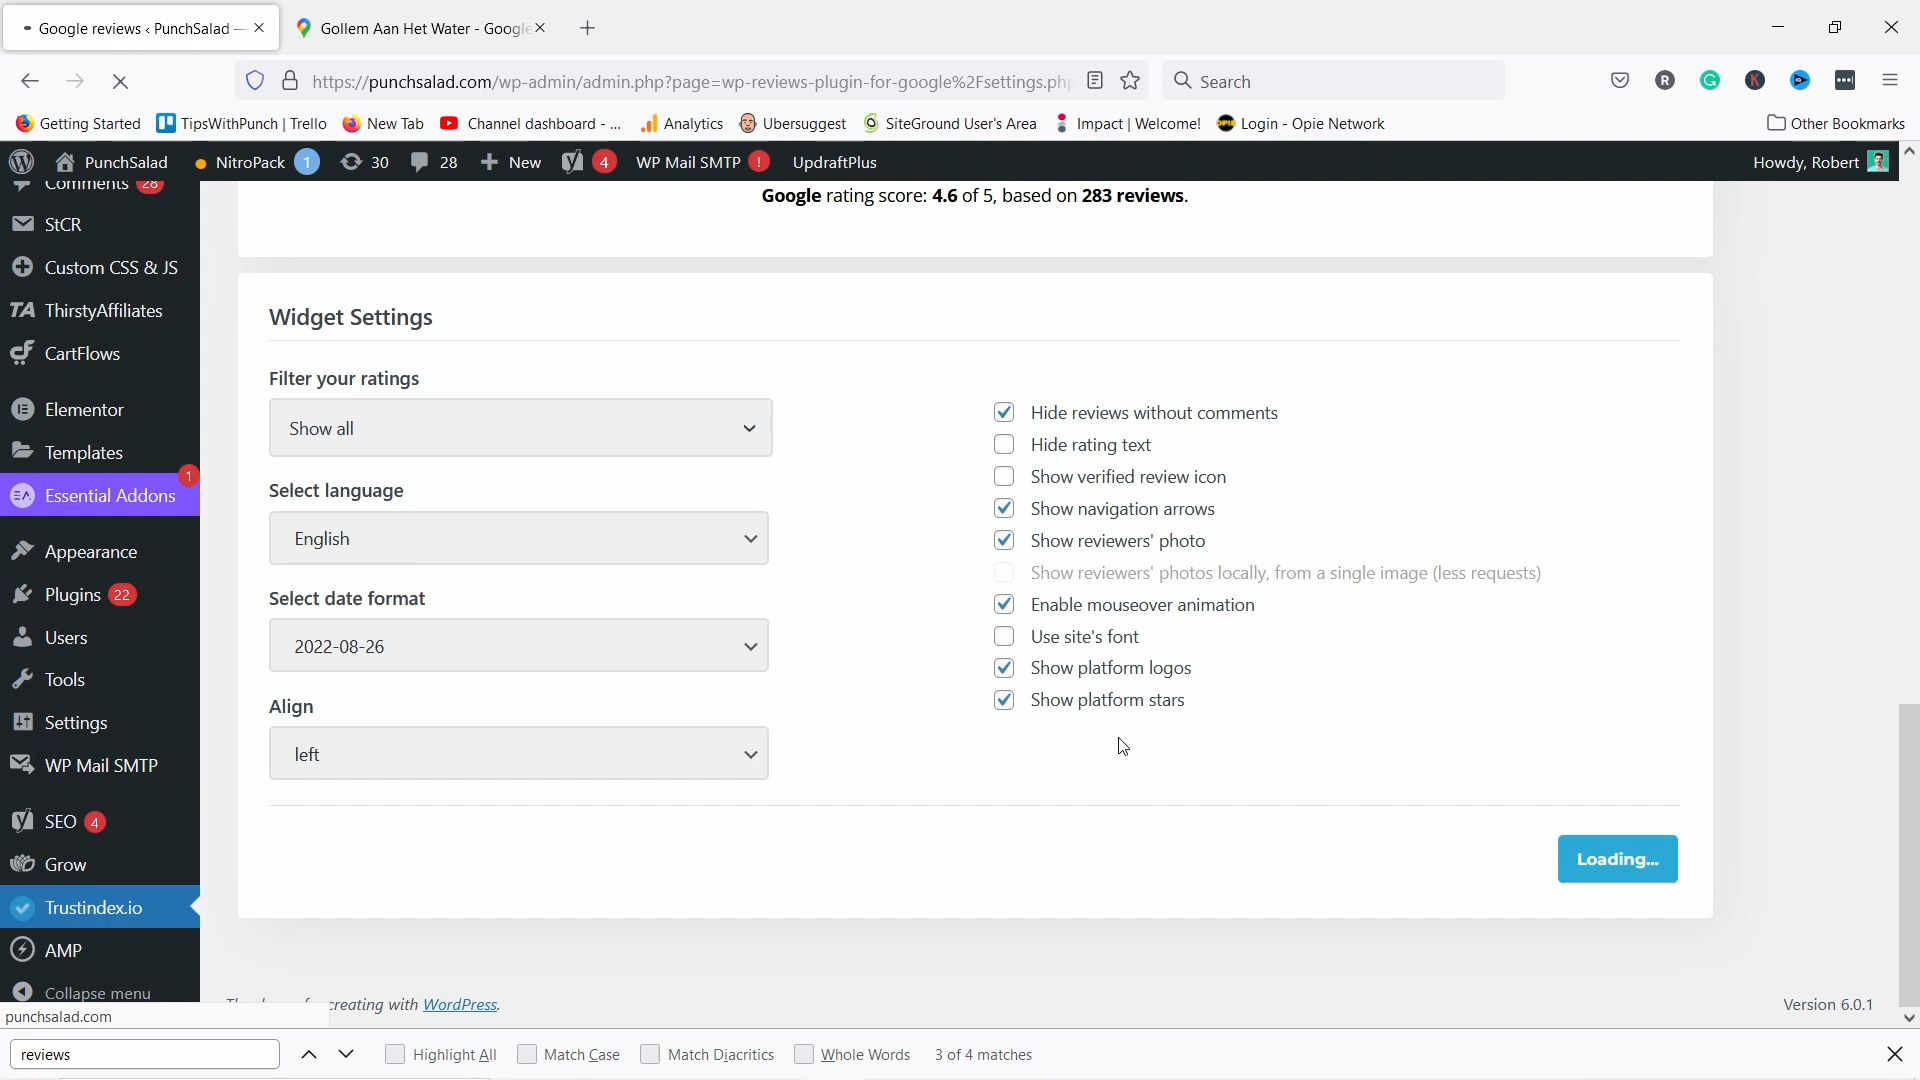 Google reviews ‹ PunchSalad —
Gollem Aan Het Water - Google
https://punchsalad.com/wp-admin/admin.php?page=wp-reviews-plugin-for-google%2Fsettings.php
Search
Getting Started
TipsWithPunch | Trello
New Tab
Channel dashboard - ...
Analytics
Ubersuggest
SiteGround User's Area
Impact | Welcome!
Login - Opie Network
Other Bookmarks
PunchSalad
NitroPack 1
30
28
New
4
WP Mail SMTP !
UpdraftPlus
Howdy, Robert
Comments 28
StCR
Custom CSS & JS
ThirstyAffiliates
CartFlows
Elementor
Templates
Essential Addons 1
Appearance
Plugins 22
Users
Tools
Settings
WP Mail SMTP
SEO 4
Grow
Trustindex.io
AMP
Collapse menu
Google rating score: 4.6 of 5, based on 283 reviews.
Widget Settings
Filter your ratings
Show all
Select language
English
Select date format
2022-08-26
Align
left
Hide reviews without comments
Hide rating text
Show verified review icon
Show navigation arrows
Show reviewers' photo
Show reviewers' photos locally, from a single image (less requests)
Enable mouseover animation
Use site's font
Show platform logos
Show platform stars
Loading...
creating with WordPress.
Version 6.0.1
punchsalad.com
reviews
Highlight All
Match Case
Match Diacritics
Whole Words
3 of 4 matches